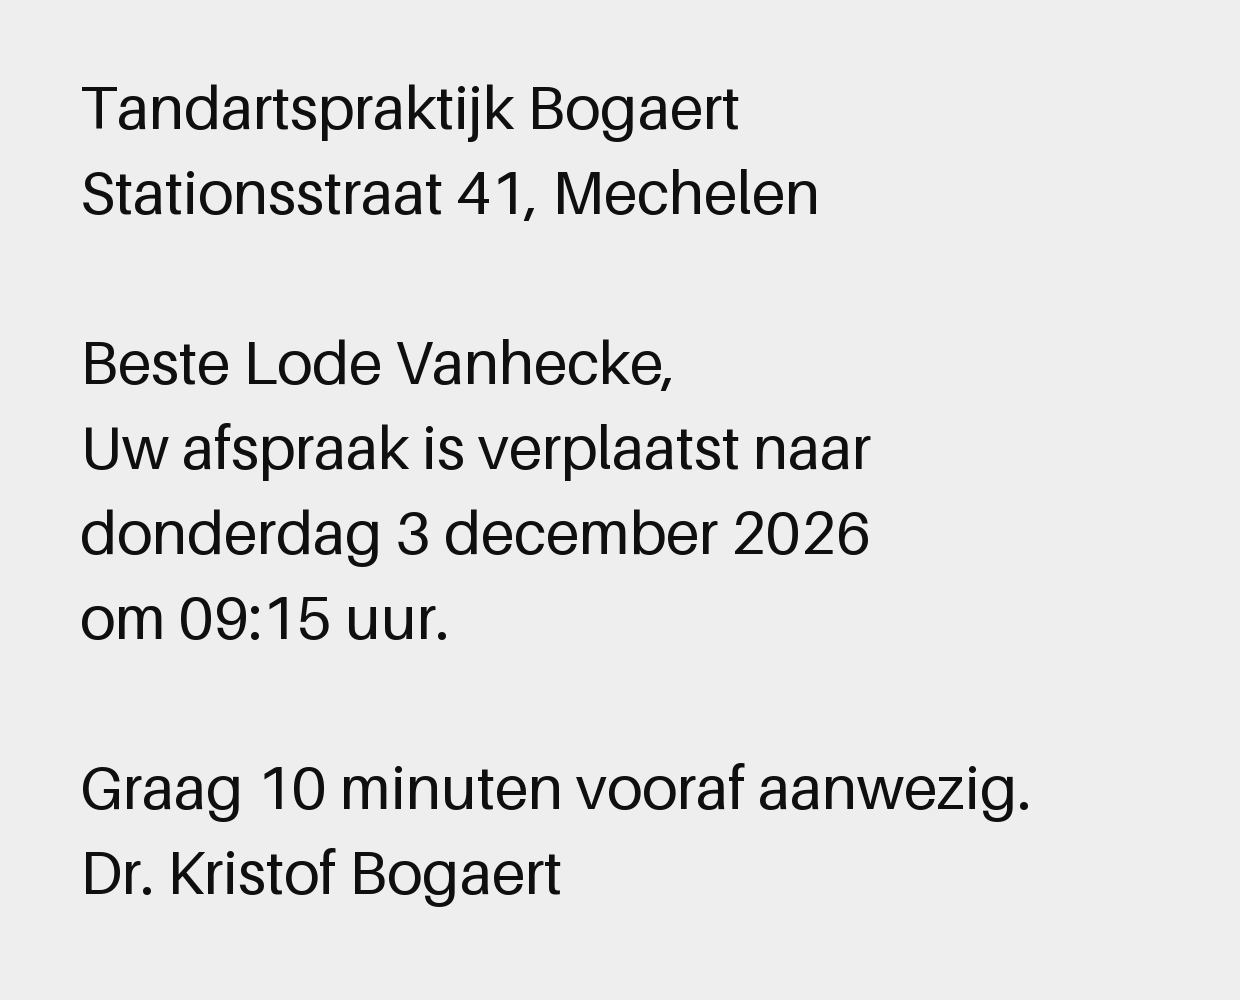 Tandartspraktijk Bogaert
Stationsstraat 41, Mechelen
Beste Lode Vanhecke,
Uw afspraak is verplaatst naar
donderdag 3 december 2026
om 09:15 uur.
Graag 10 minuten vooraf aanwezig.
Dr. Kristof Bogaert